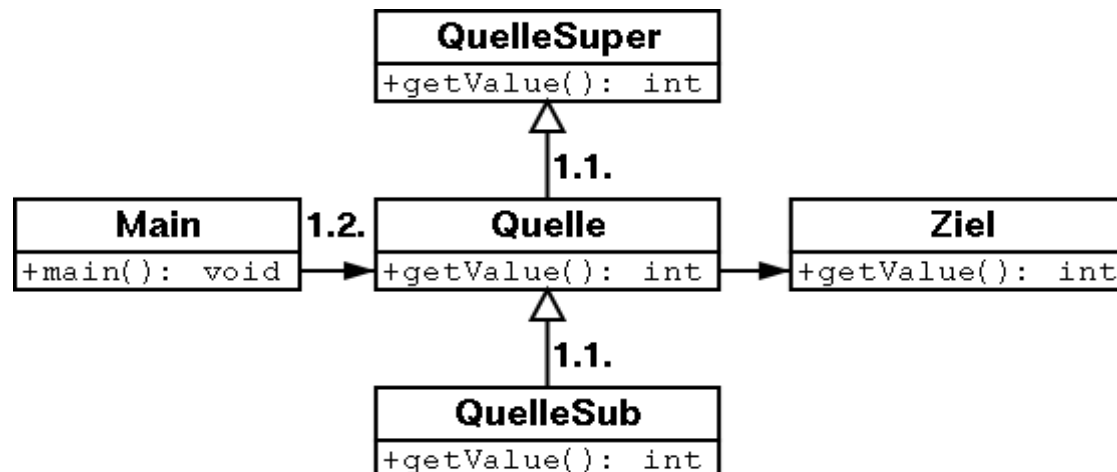 QuelleSuper
+getValue(): int
1.1.
Main
+main(): void
1.2.
Quelle
+getValue(): int
Ziel
+getValue(): int
1.1.
QuelleSub
+getValue(): int